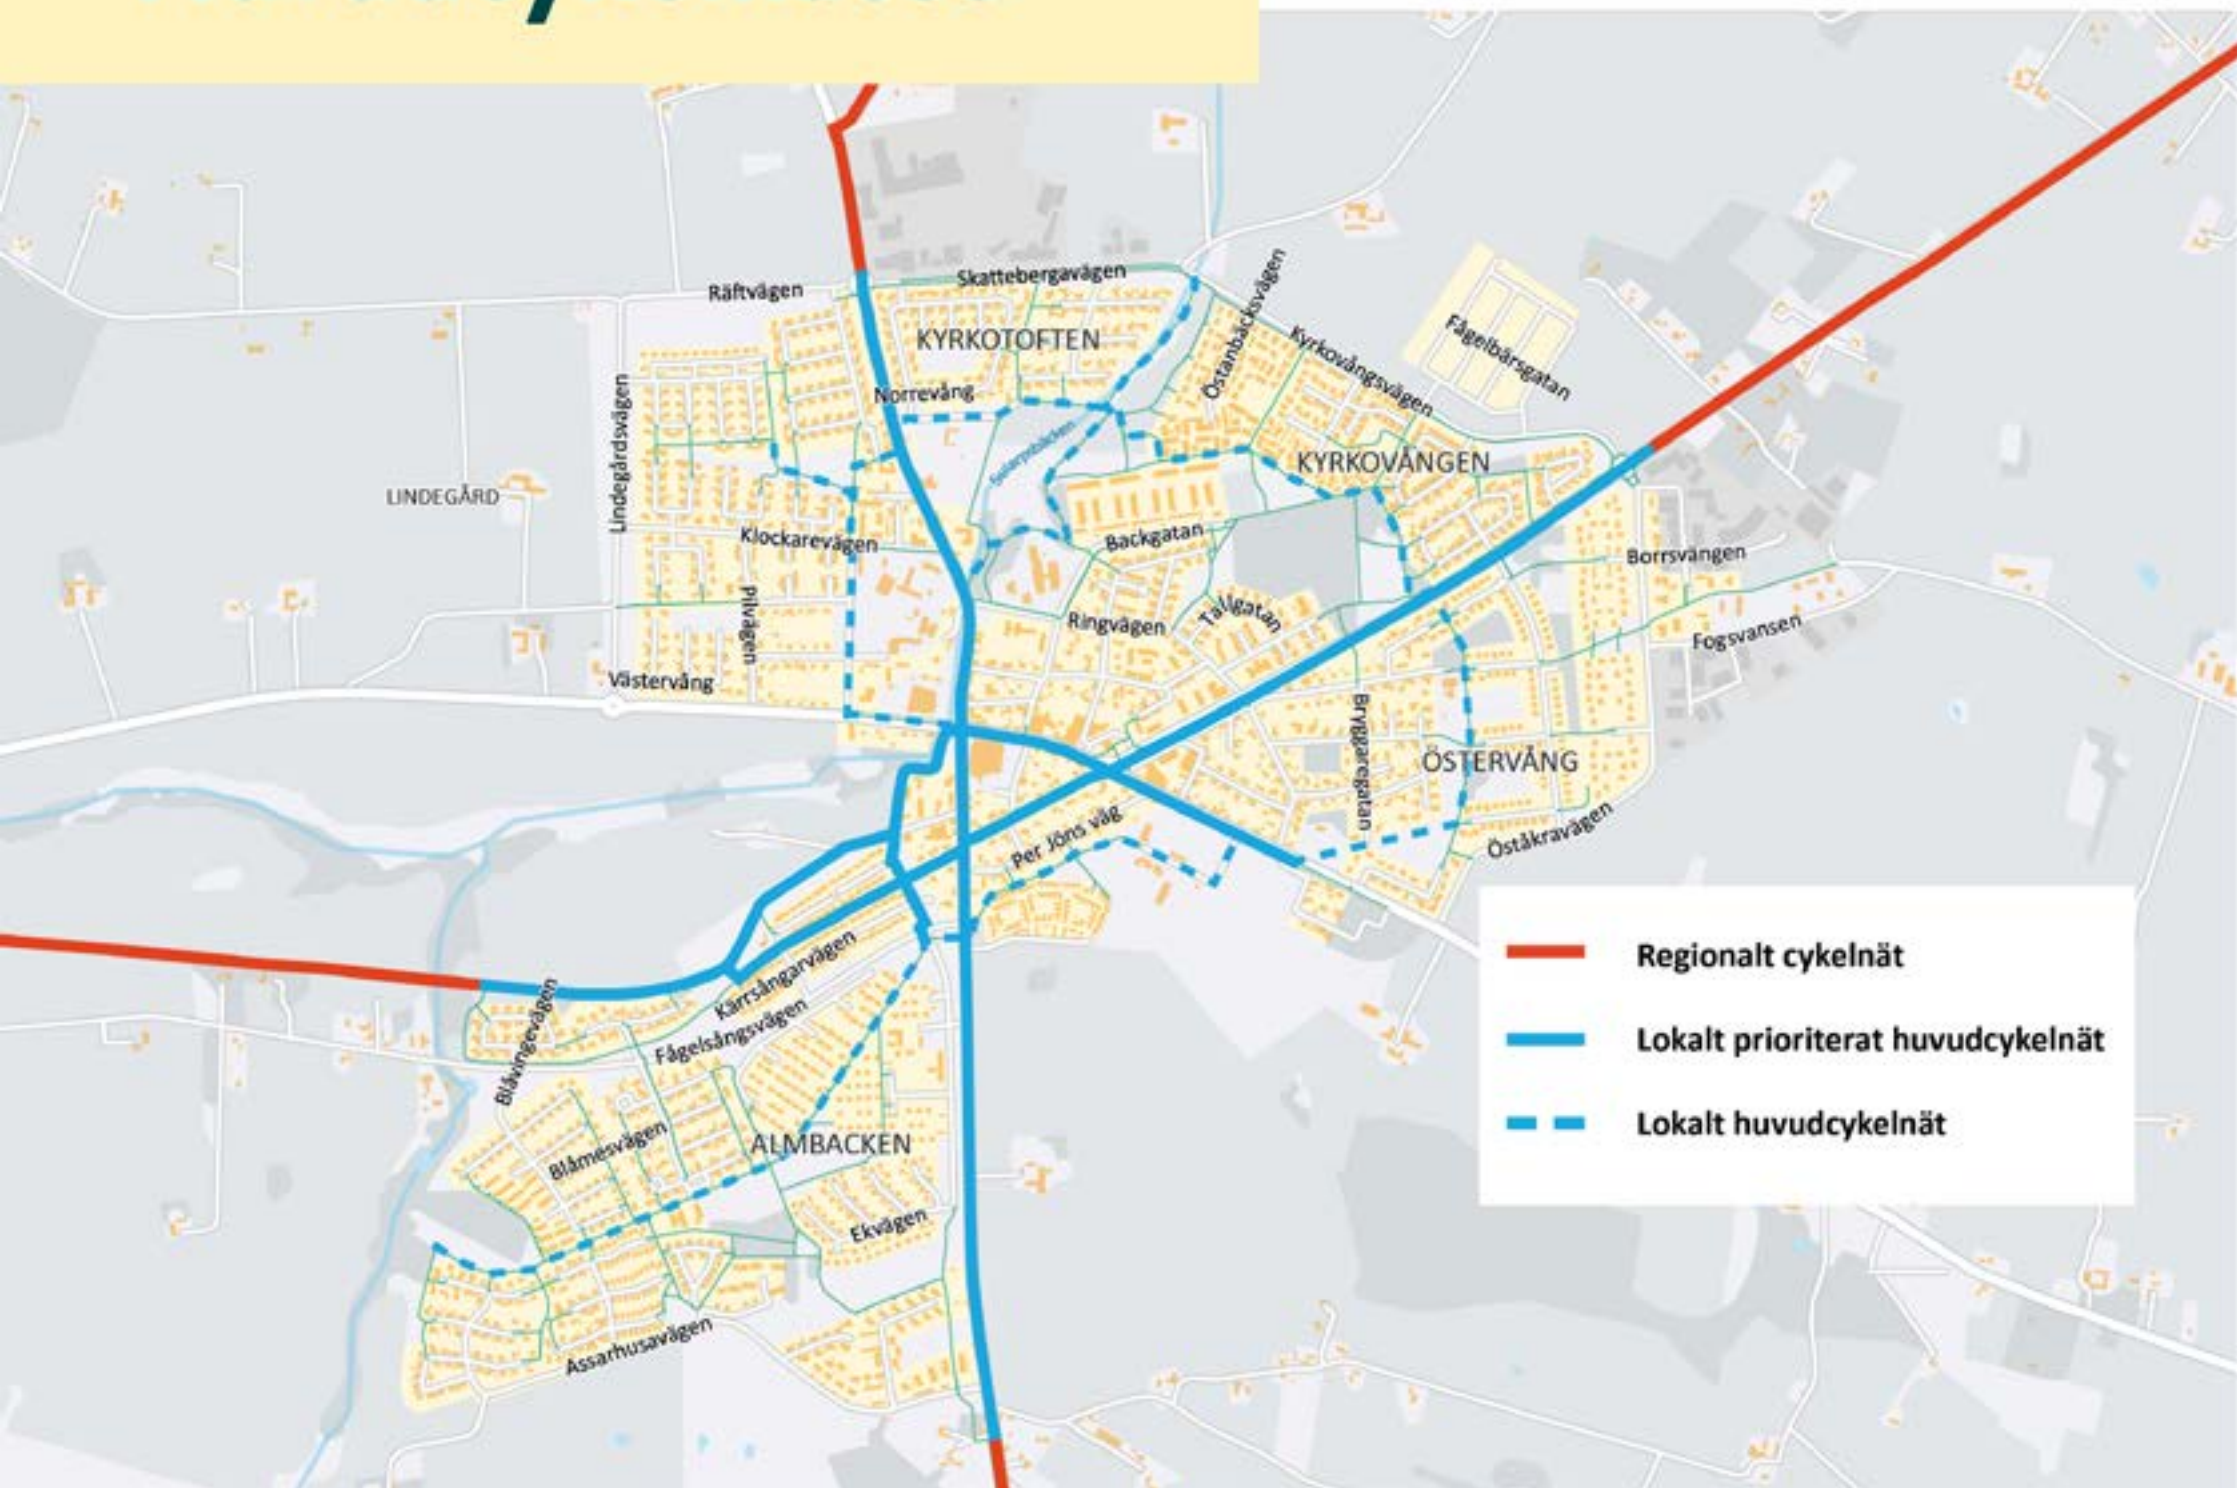 Räftvägen
Skattebergavägen
Östanbäcksvägen
KYRKOTOFTEN
Kyrkovångsvägen
Fågelbärsgatan
Norrevång
Lindegårdsvägen
KYRKOVÅNGEN
LINDEGÅRD
Klockarevägen
Backgatan
Borrsvängen
Pilvägen
Ringvägen
Tallgatan
Fogsvansen
Västervång
Bryggaregatan
ÖSTERVÅNG
Per Jöns väg
Öståkravägen
Kärrsångarvägen
Fågelsångsvägen
Blåvingevägen
Blåmesvägen
ALMBACKEN
Ekvägen
Assarhusavägen
Regionalt cykelnät
Lokalt prioriterat huvudcykelnät
Lokalt huvudcykelnät